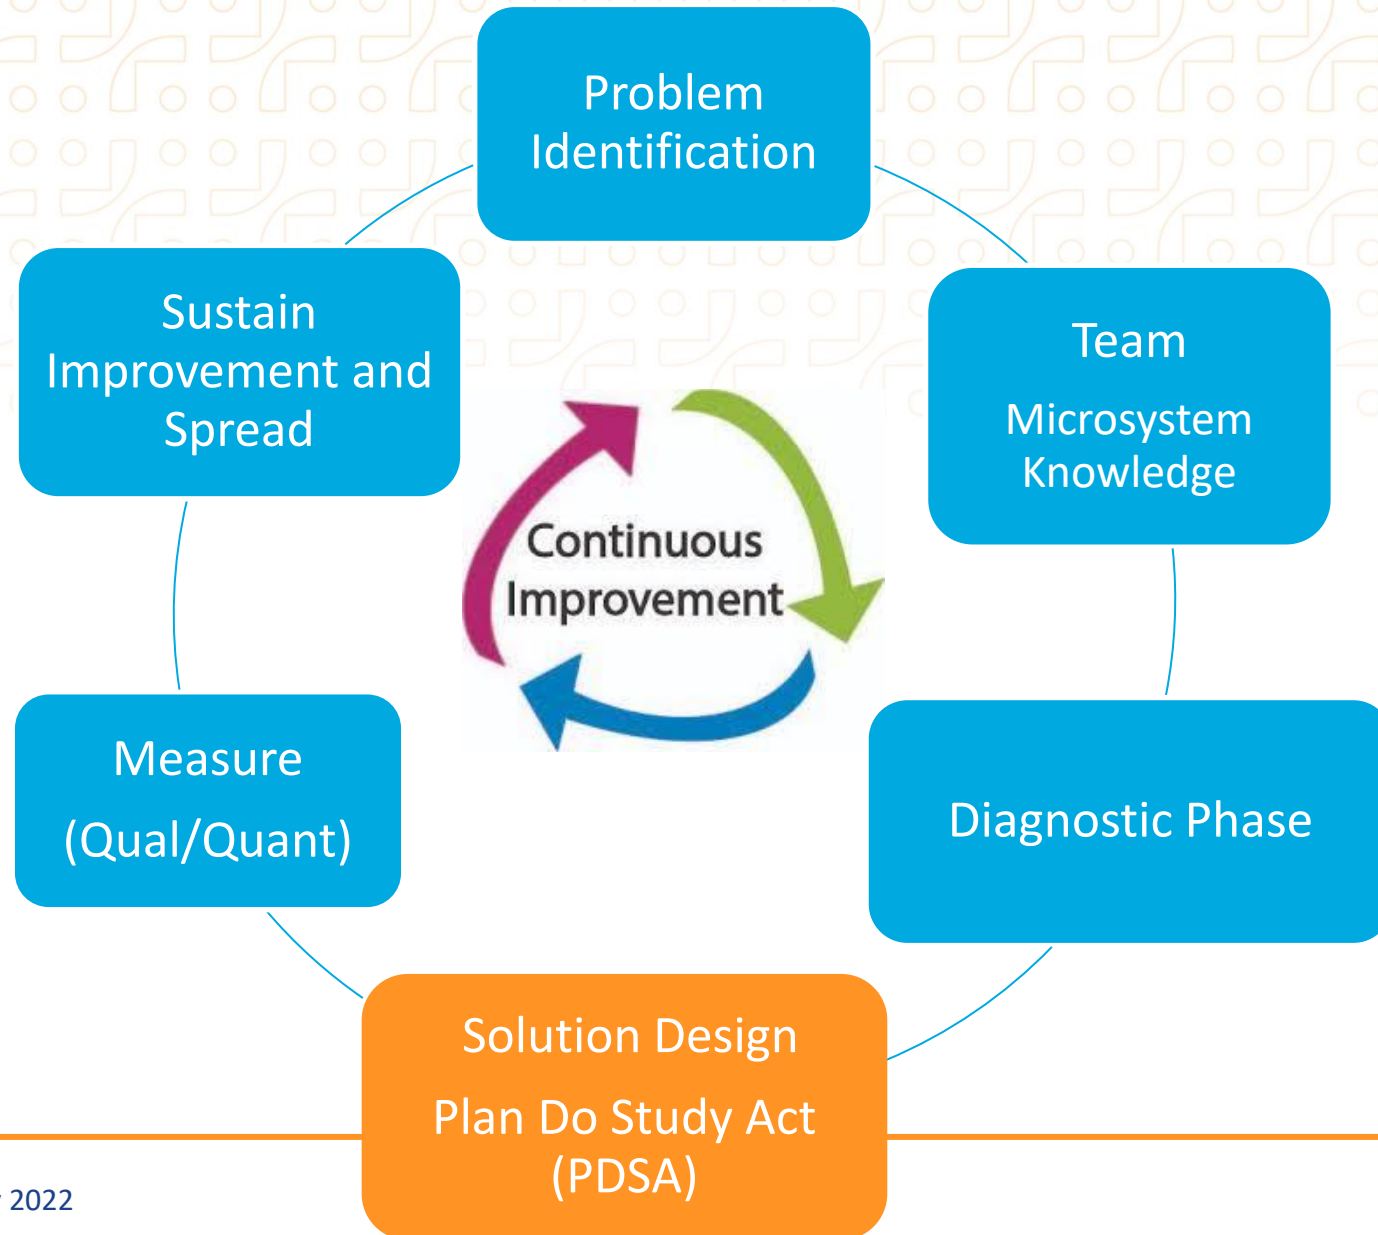 Problem
Identification
Team
Microsystem
Knowledge
Diagnostic Phase
Solution Design
Plan Do Study Act
(PDSA)
Measure
(Qual/Quant)
Sustain
Improvement and
Spread
Continuous
Improvement
2022